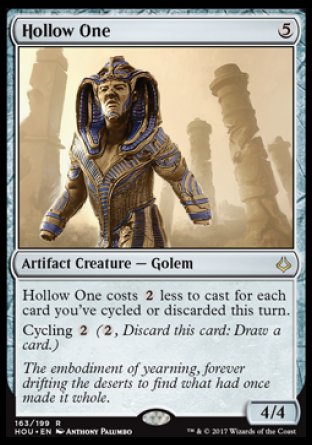 Hollow One 5
Artifact Creature — Golem
Hollow One costs 2 less to cast for each
card you've cycled or discarded this turn.
Cycling 2 (2, Discard this card: Draw a
card.)
The embodiment of yearning, forever
drifting the deserts to find what had once
made it whole.
4/4
163/199 R
HOU • EN Anthony Palumbo
™ & © 2017 Wizards of the Coast